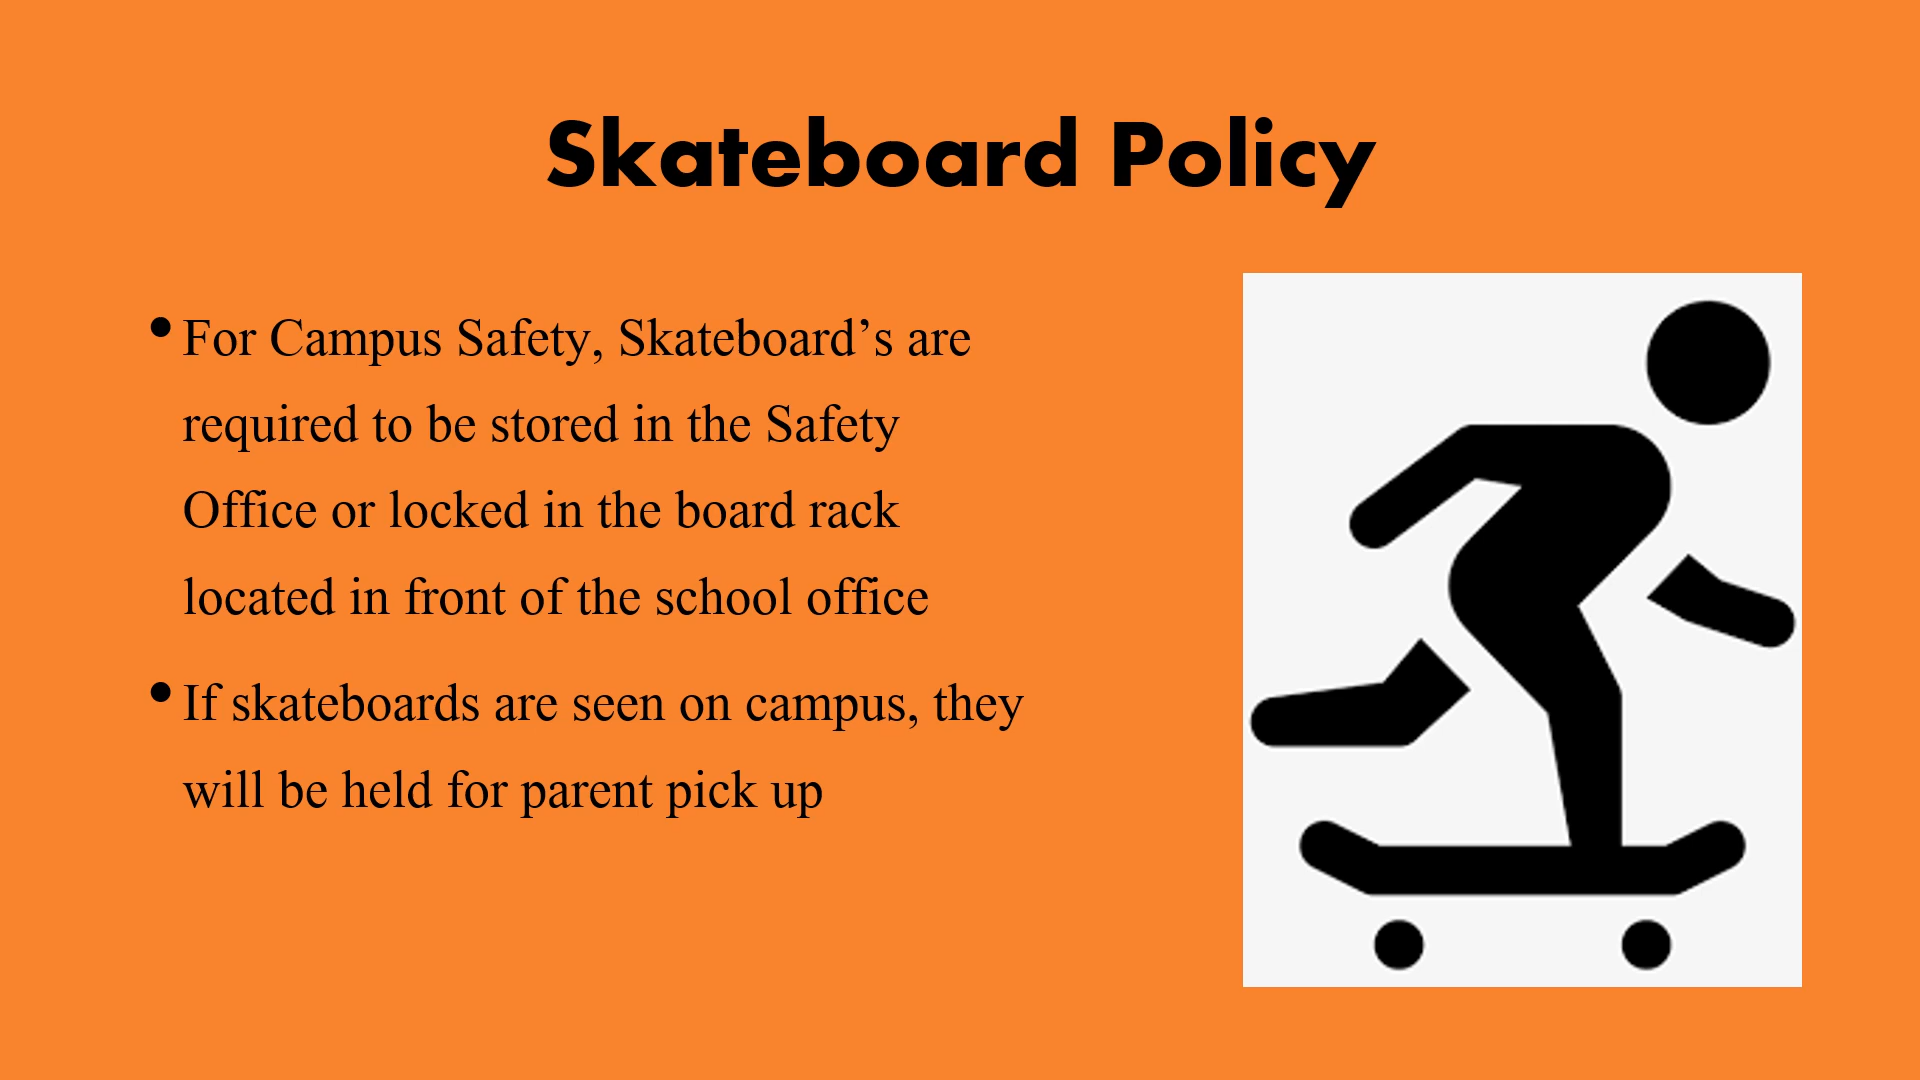 Skateboard Policy
• For Campus Safety, Skateboard’s are
required to be stored in the Safety
Office or locked in the board rack
located in front of the school office
• If skateboards are seen on campus, they
will be held for parent pick up